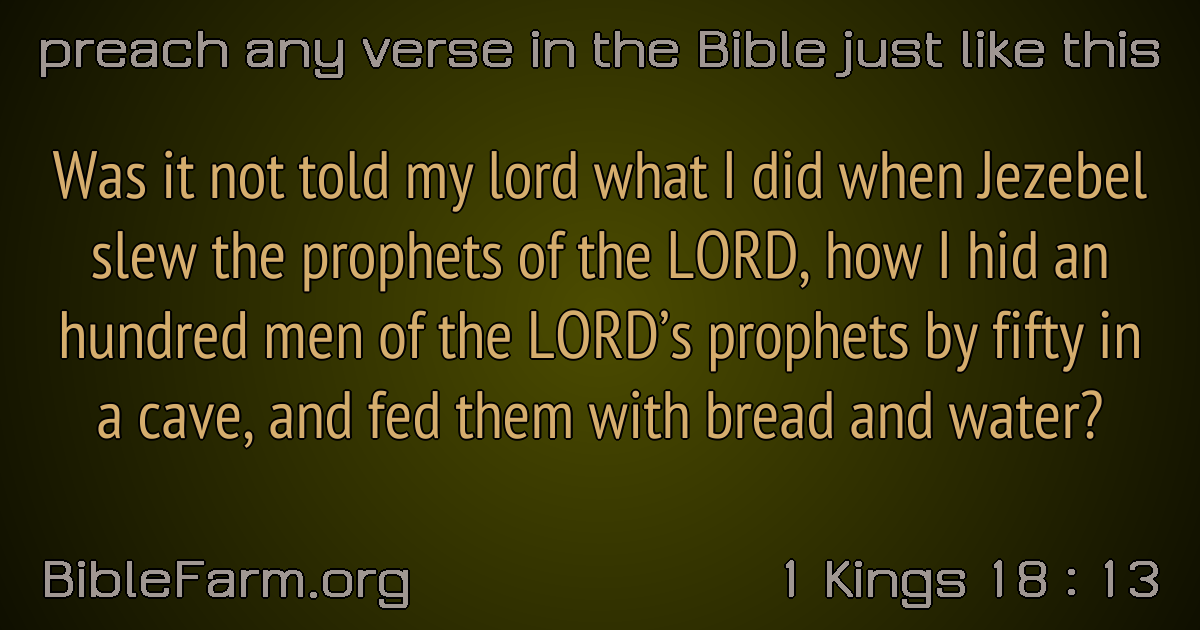 preach any verse in the Bible just like this
Was it not told my lord what I did when Jezebel
slew the prophets of the LORD, how I hid an
hundred men of the LORD’s prophets by fifty in
a cave, and fed them with bread and water?
BibleFarm.org
1 Kings 18 : 13